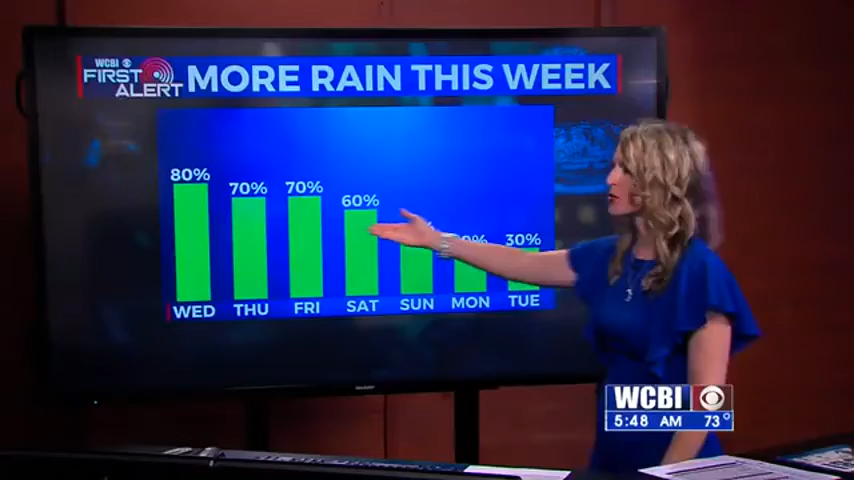 WCBI
FIRST
ALERT
MORE RAIN THIS WEEK
80%
70%
70%
60%
30%
WED
THU
FRI
SAT
SUN
MON
TUE
WCBI
5:48 AM 73°